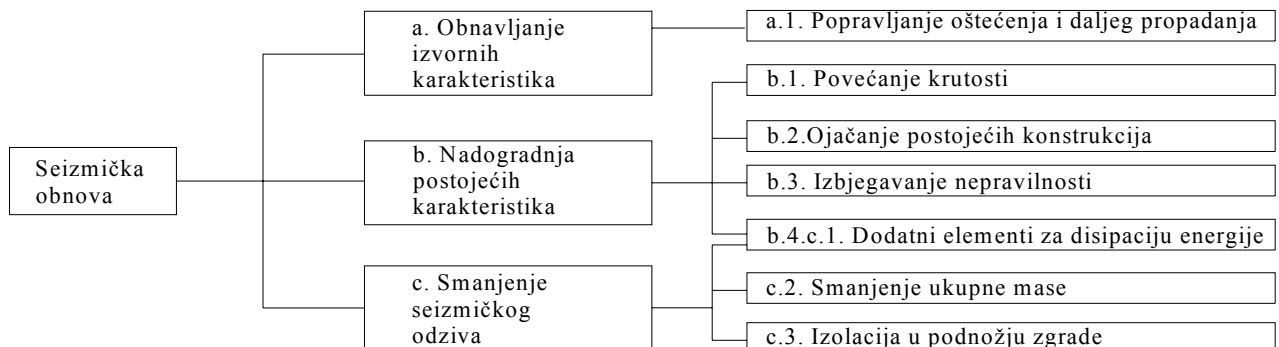 Seizmička
obnova
a. Obnavljanje
izvornih
karakteristika
b. Nadogradnja
postojećih
karakteristika
c. Smanjenje
seizmičkog
odziva
a.1. Popravljanje oštećenja i daljeg propadanja
b.1. Povećanje krutosti
b.2.Ojačanje postojećih konstrukcija
b.3. Izbjegavanje nepravilnosti
b.4.c.1. Dodatni elementi za disipaciju energije
c.2. Smanjenje ukupne mase
c.3. Izolacija u podnožju zgrade